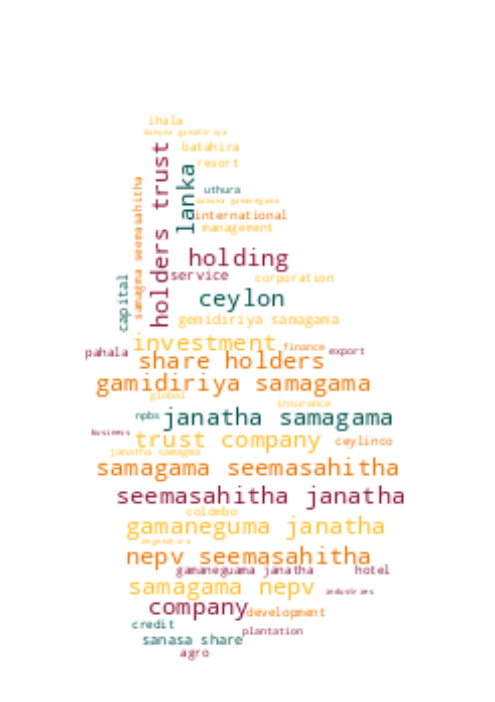 ihala
dakuna gamidiriya
batahira
holders trust
lanka
resort
samagma seemasahitha
uthura
dakuna gamaneguma
international
management
holding
service
corporation
capital
ceylon
gemidiriya samagama
investment
finance
export
pahala
share holders
gamidiriya samagama
global
insurance
npbs
janatha samagama
business
trust company
ceylinco
janatha samagma
samagama seemasahitha
seemasahitha janatha
colombo
gamaneguma janatha
negenahira
nepv seemasahitha
gamaneguama janatha
hotel
samagama nepv
industries
company
development
credit
plantation
sanasa share
agro